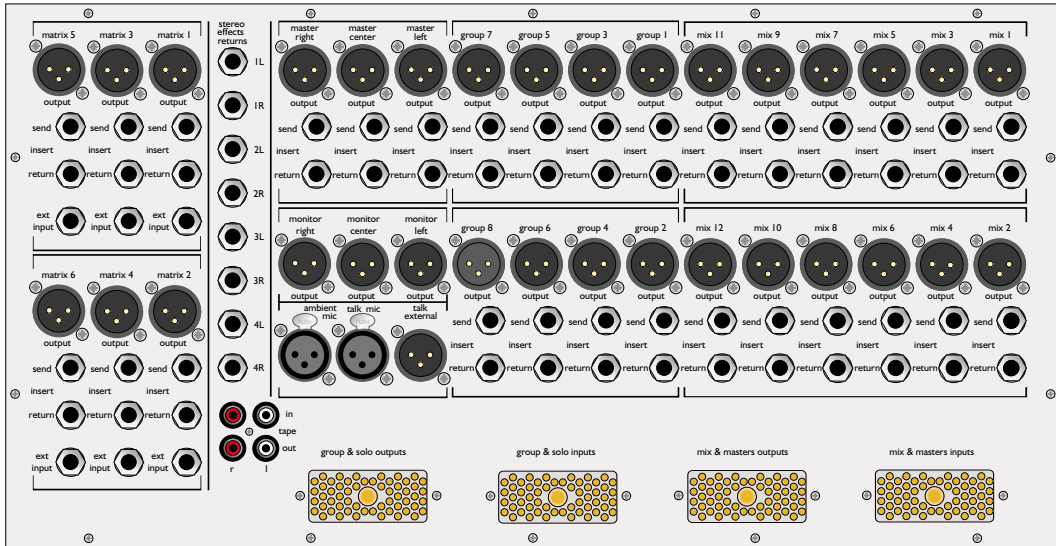 matrix 5 matrix 3 matrix 1
output output output
send send send
insert insert insert
return return return
ext input ext input ext input
matrix 6 matrix 4 matrix 2
output output output
send send send
insert insert insert
return return return
ext input ext input ext input
stereo
effects
returns
1L
1R
2L
2R
3L
3R
4L
4R
in
tape
out
r l
master right master center master left group 7 group 5 group 3 group 1 mix 11 mix 9 mix 7 mix 5 mix 3 mix 1
output output output output output output output output output output output output output
send send send send send send send send send send send send send
insert insert insert insert insert insert insert insert insert insert insert insert insert
return return return return return return return return return return return return return
monitor right monitor center monitor left group 8 group 6 group 4 group 2 mix 12 mix 10 mix 8 mix 6 mix 4 mix 2
output output output output output output output output output output output output output
ambient mic talk mic talk external
send send send send send send send send send send
insert insert insert insert insert insert insert insert insert insert
return return return return return return return return return return
group & solo outputs group & solo inputs mix & masters outputs mix & masters inputs